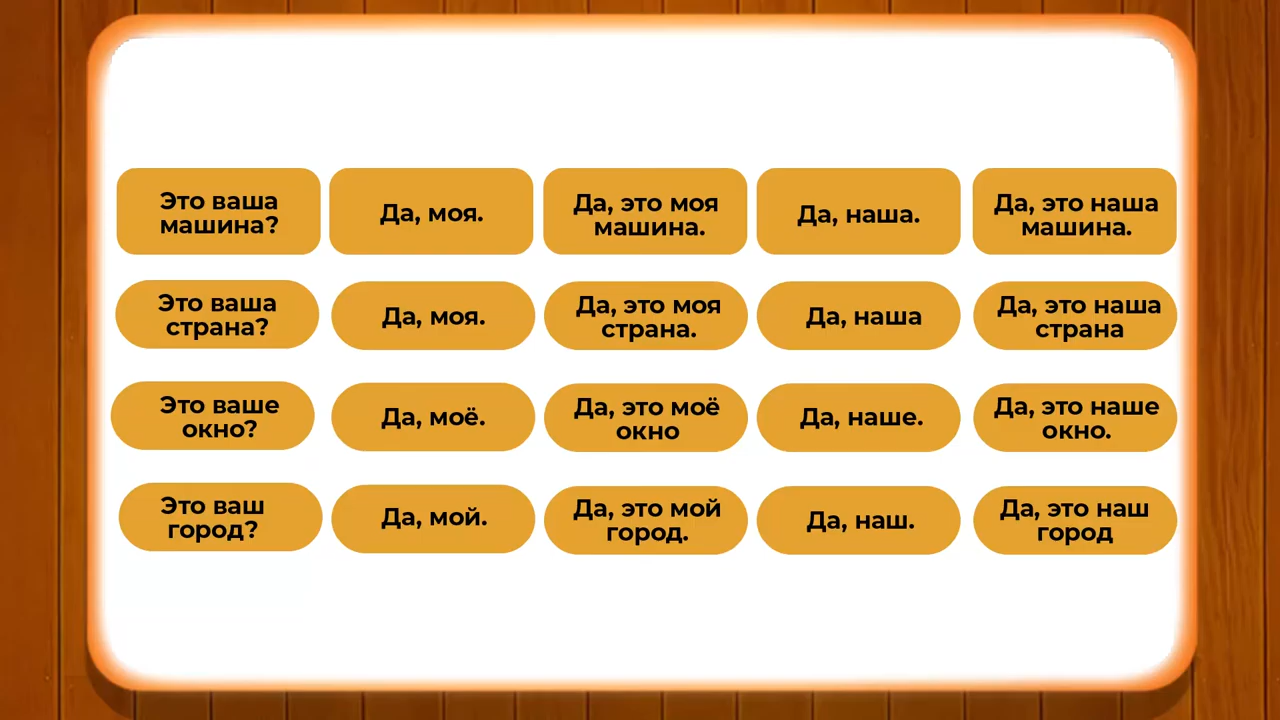 Это ваша
машина?
Да, моя.
Да, это моя
машина.
Да, наша.
Да, это наша
машина.
Это ваша
страна?
Да, моя.
Да, это моя
страна.
Да, наша
Да, это наша
страна
Это ваше
окно?
Да, моё.
Да, это моё
окно
Да, наше.
Да, это наше
окно.
Это ваш
город?
Да, мой.
Да, это мой
город.
Да, наш.
Да, это наш
город